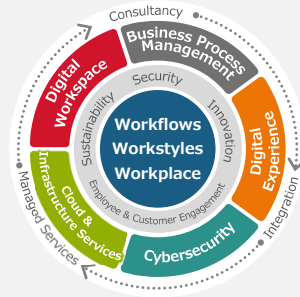 Consultancy
Business Process
Management
Digital
Workspace
Security
Sustainability
Innovation
Workflows
Workstyles
Workplace
Digital
Experience
Employee & Customer Engagement
Cloud &
Infrastructure Services
Cybersecurity
Managed Services
Integration